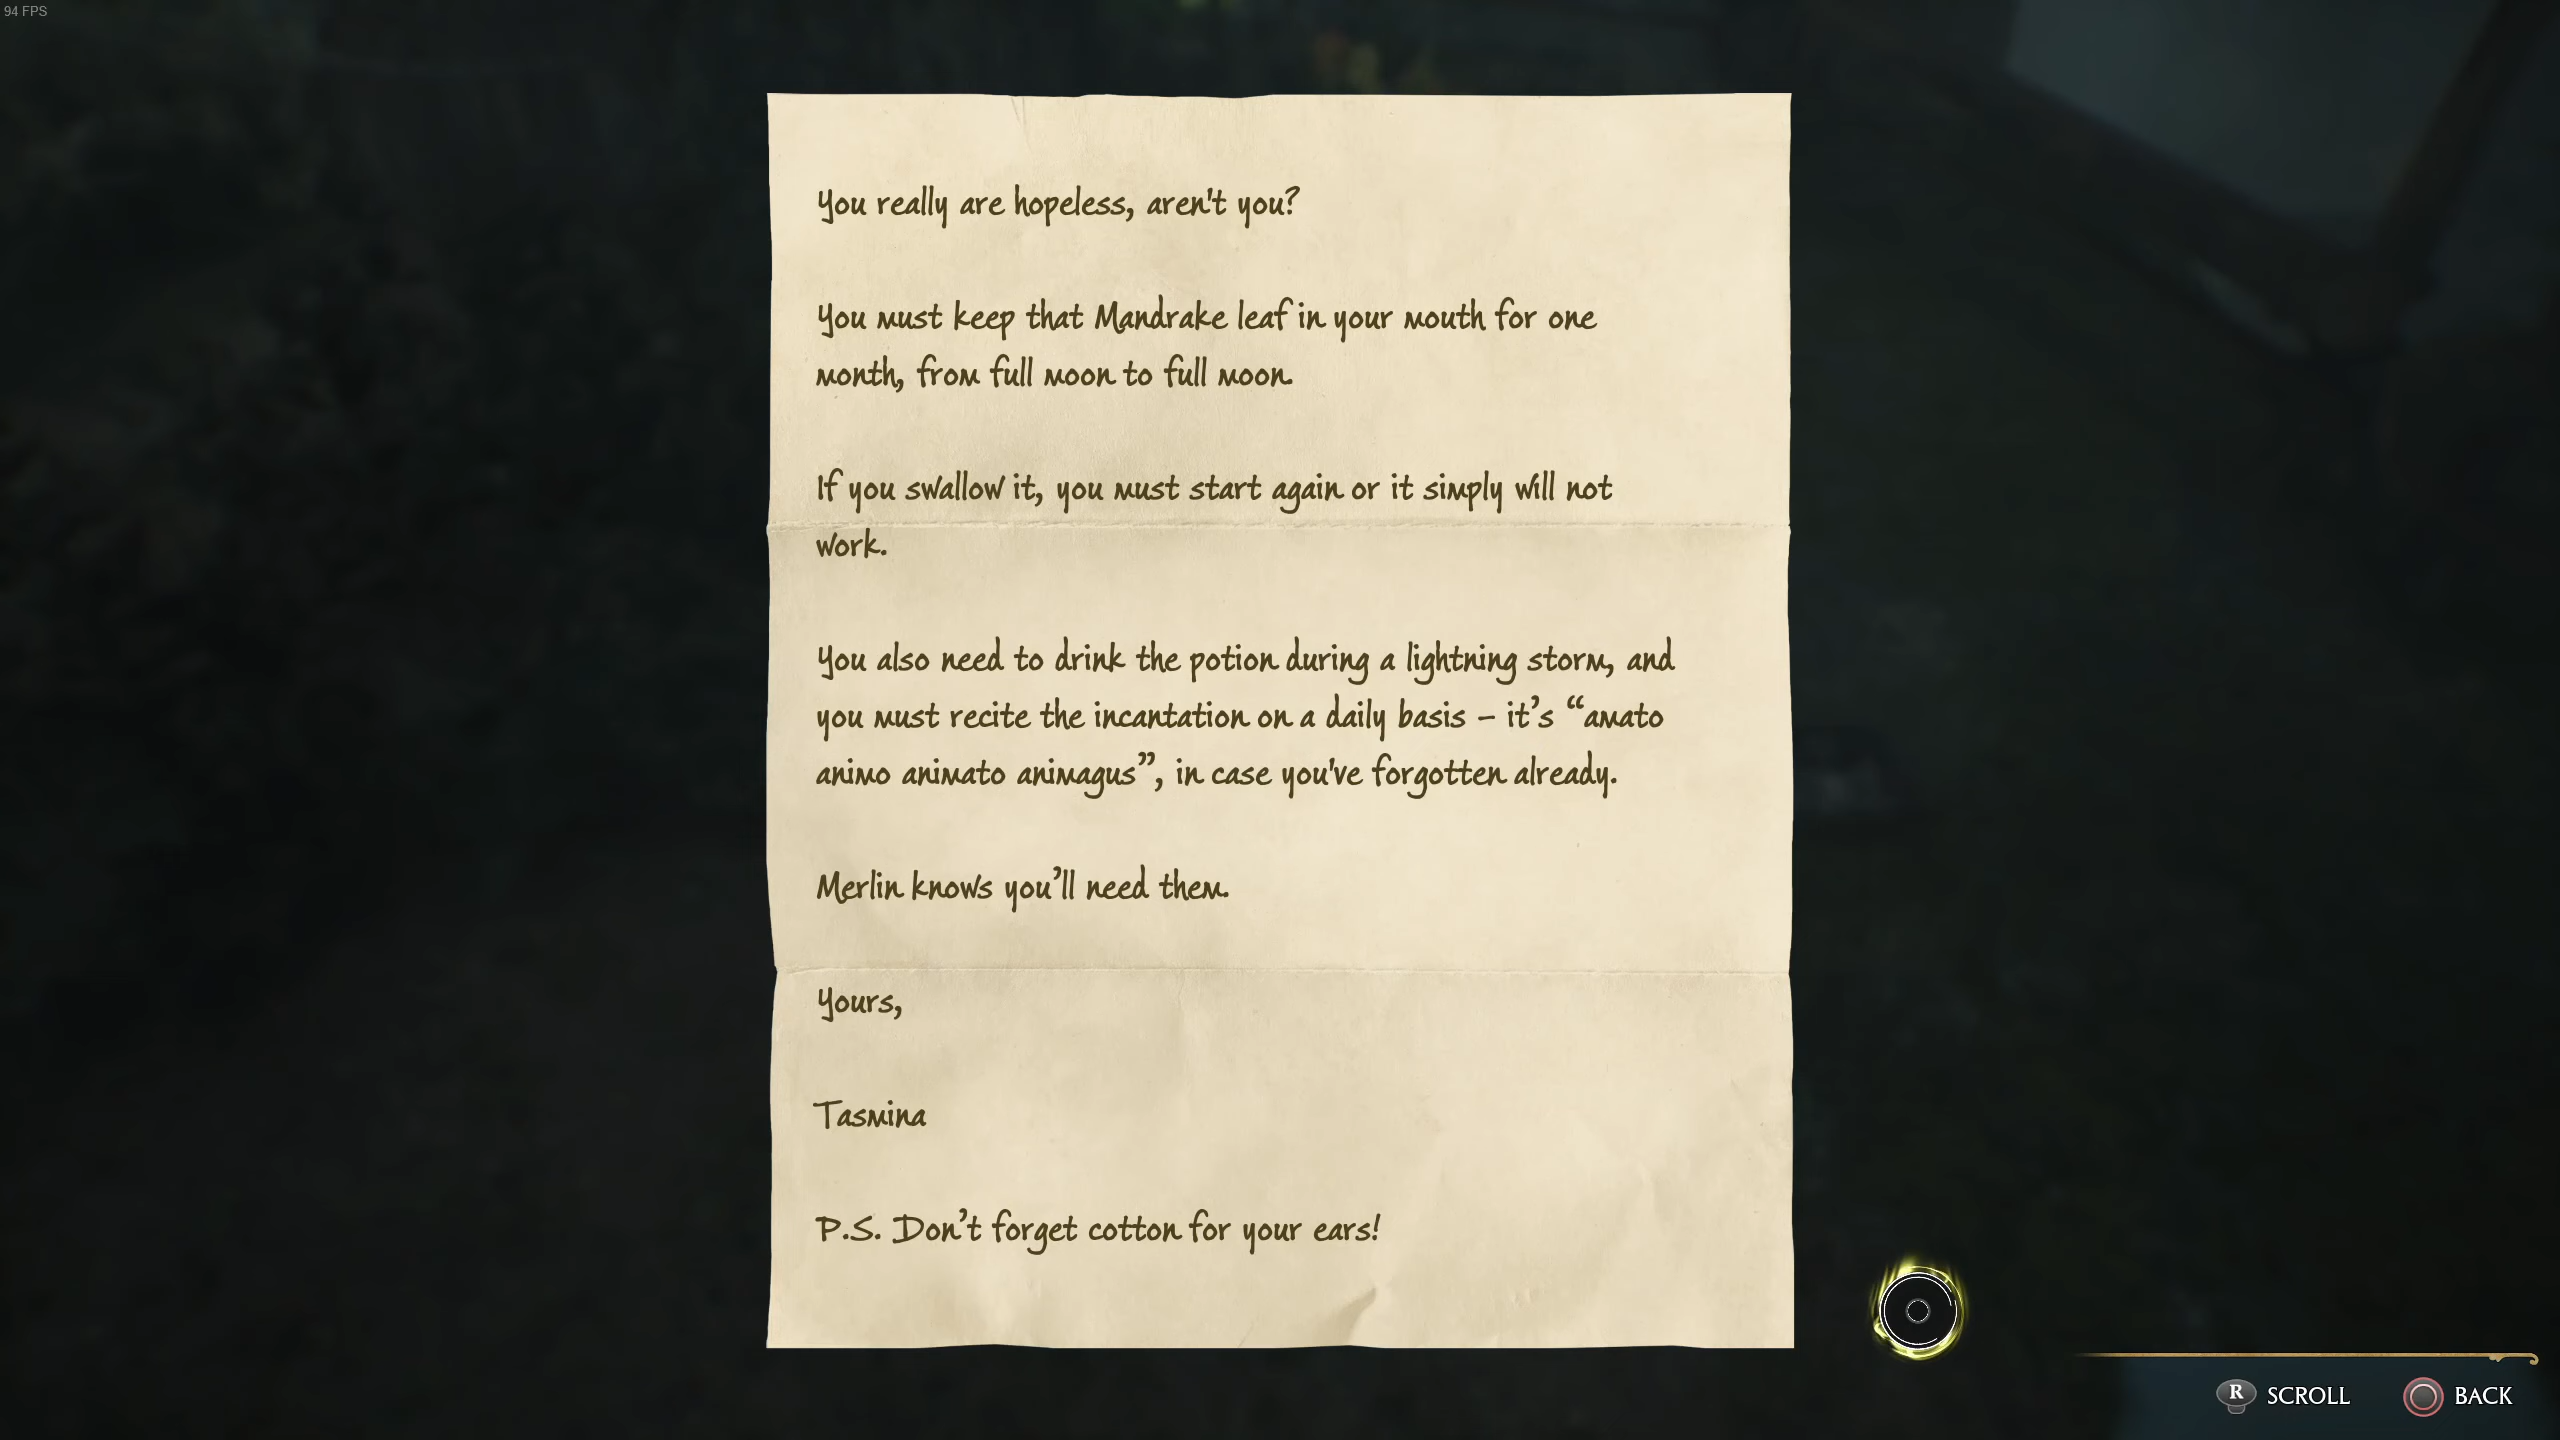 94 FPS
You really are hopeless, aren't you?
You must keep that Mandrake leaf in your mouth for one
month, from full moon to full moon.
If you swallow it, you must start again or it simply will not
work.
You also need to drink the potion during a lightning storm, and
you must recite the incantation on a daily basis – it’s “amato
animo animato animagus”, in case you've forgotten already.
Merlin knows you’ll need them.
Yours,
Tasmina
P.S. Don’t forget cotton for your ears!
R SCROLL BACK